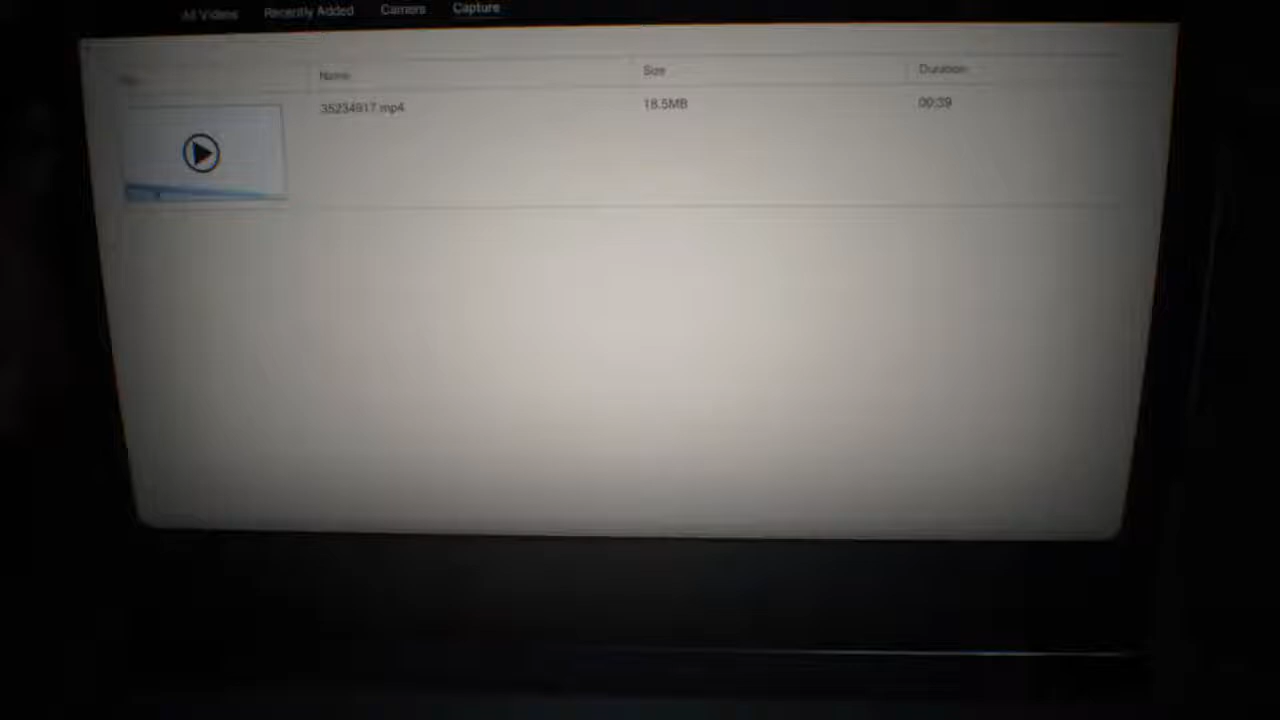 All Videos Recently Added Camera Capture
Name Size Duration
35234917.mp4 18.5MB 00:39